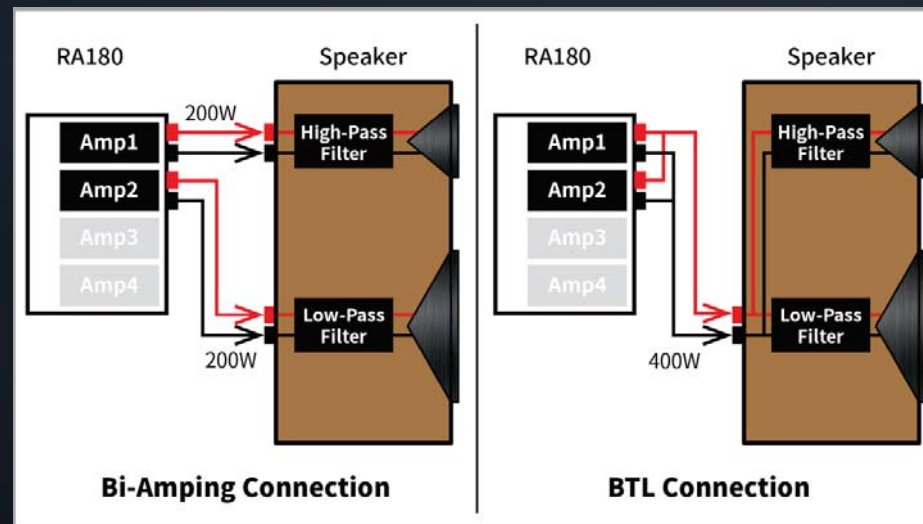 RA180
Speaker
200W
Amp1
Amp2
Amp3
Amp4
High-Pass
Filter
Low-Pass
Filter
200W
Bi-Amping Connection
RA180
Speaker
Amp1
Amp2
Amp3
Amp4
High-Pass
Filter
Low-Pass
Filter
400W
BTL Connection